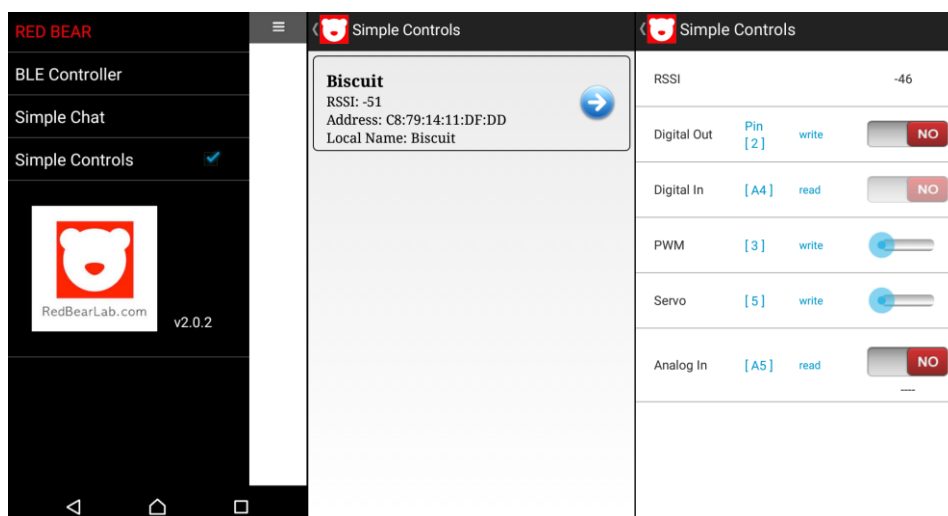 RED BEAR
BLE Controller
Simple Chat
Simple Controls
RedBearLab.com
v2.0.2
Simple Controls
Biscuit
RSSI: -51
Address: C8:79:14:11:DF:DD
Local Name: Biscuit
Simple Controls
RSSI -46
Digital Out Pin [ 2 ] write NO
Digital In [ A4 ] read NO
PWM [ 3 ] write
Servo [ 5 ] write
Analog In [ A5 ] read NO
----